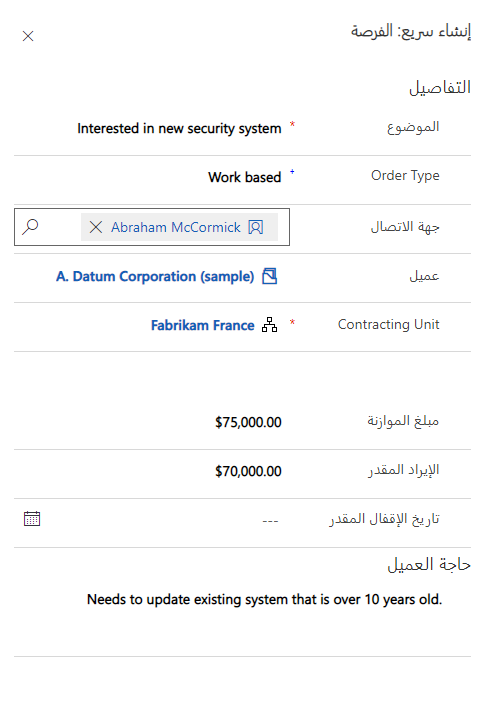 إنشاء سريع: الفرصة
التفاصيل
الموضوع * Interested in new security system
Order Type + Work based
جهة الاتصال Abraham McCormick
عميل A. Datum Corporation (sample)
Contracting Unit * Fabrikam France
مبلغ الموازنة $75,000.00
الإيراد المقدر $70,000.00
تاريخ الإقفال المقدر ---
حاجة العميل
Needs to update existing system that is over 10 years old.